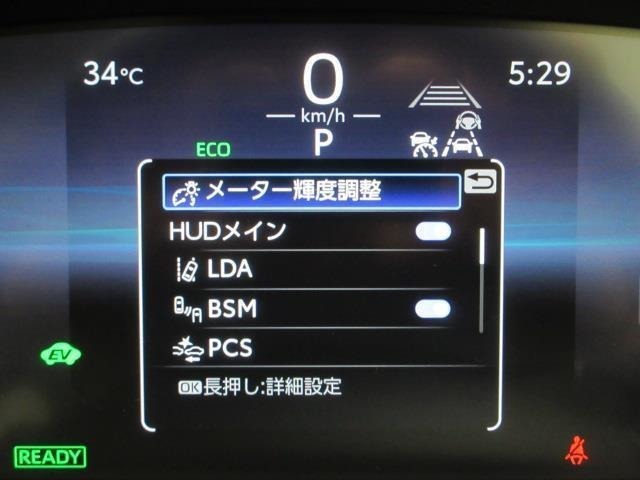 34℃
0
5:29
km/h
ECO
P
メーター輝度調整
HUDメイン
LDA
BSM
PCS
OK長押し:詳細設定
EV
READY